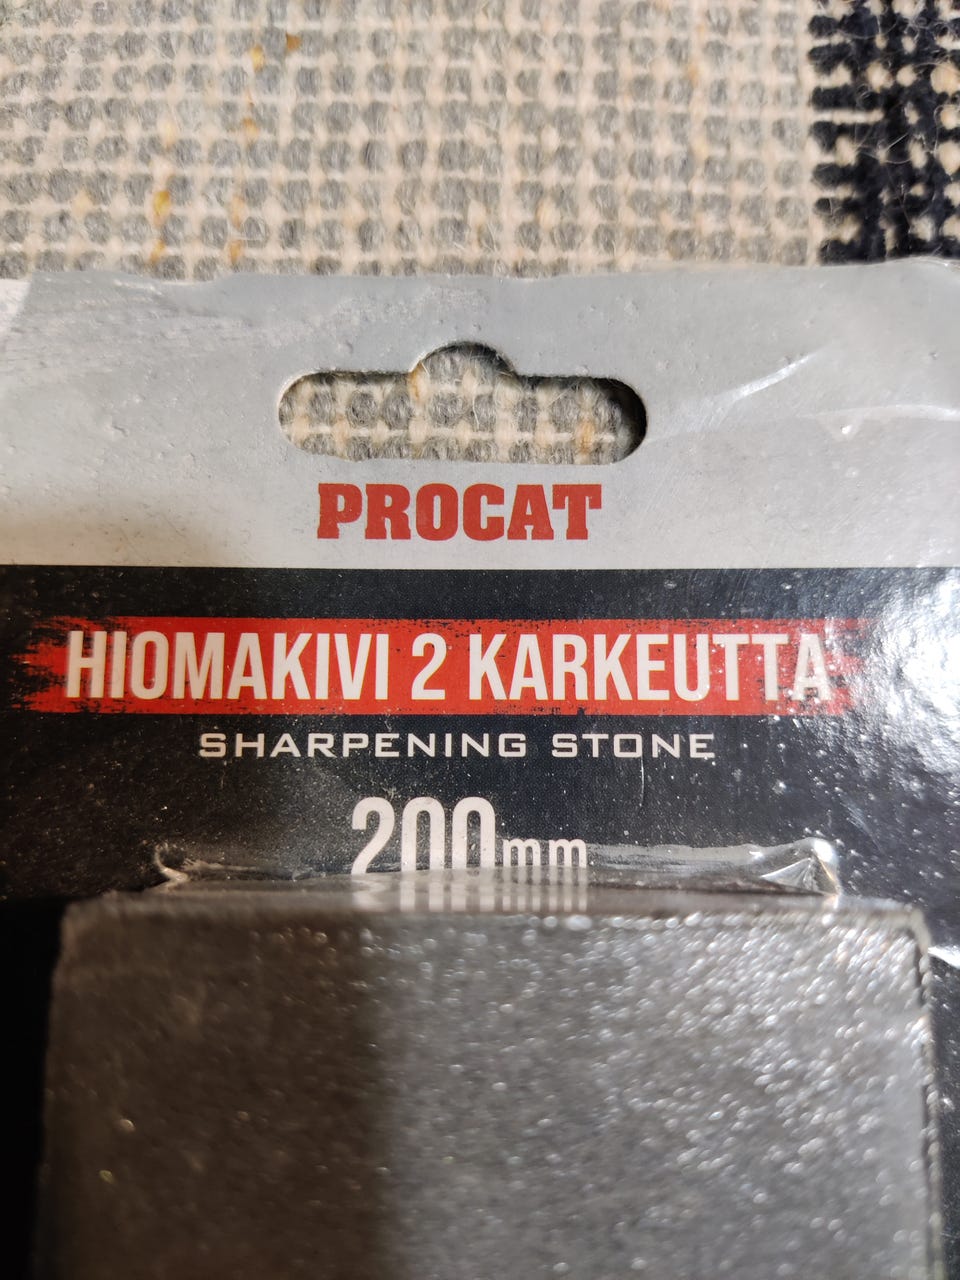 PROCAT
HIOMAKIVI 2 KARKEUTTA
SHARPENING STONE
200mm